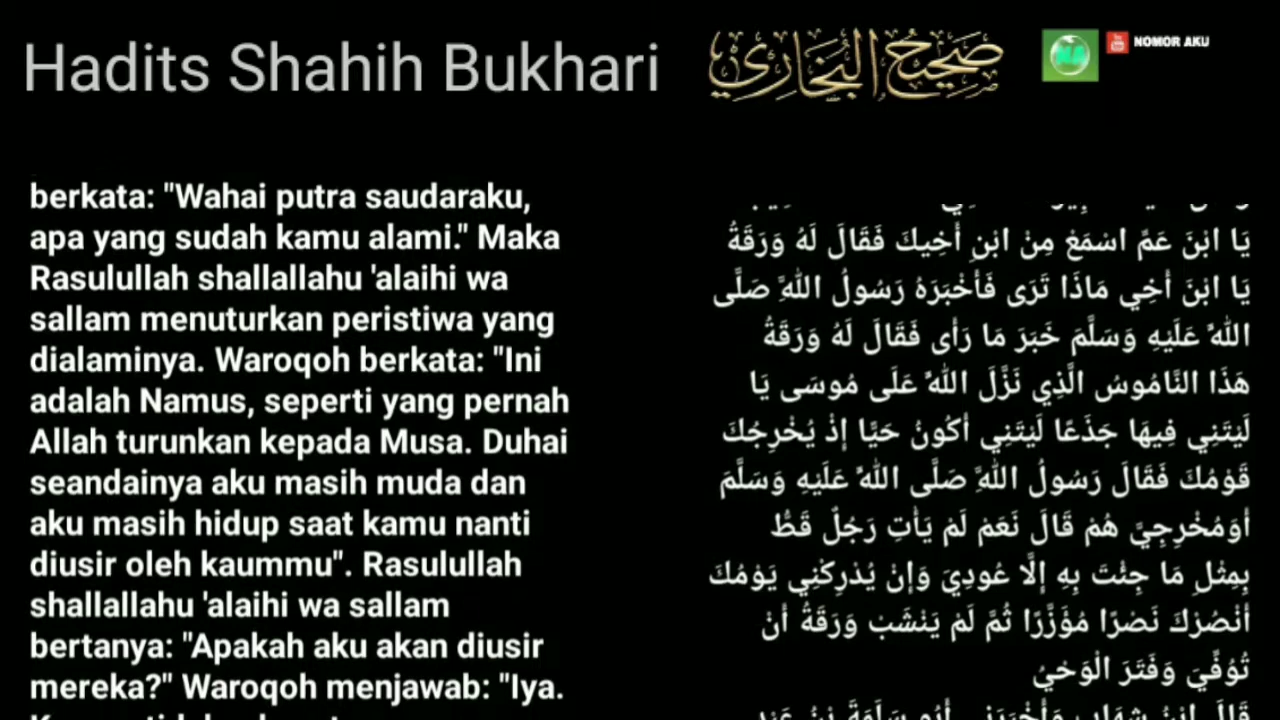 Hadits Shahih Bukhari
صَحِيحُ البُخَارِي
NOMOR AKU
berkata: "Wahai putra saudaraku,
apa yang sudah kamu alami." Maka
Rasulullah shallallahu 'alaihi wa
sallam menuturkan peristiwa yang
dialaminya. Waroqoh berkata: "Ini
adalah Namus, seperti yang pernah
Allah turunkan kepada Musa. Duhai
seandainya aku masih muda dan
aku masih hidup saat kamu nanti
diusir oleh kaummu". Rasulullah
shallallahu 'alaihi wa sallam
bertanya: "Apakah aku akan diusir
mereka?" Waroqoh menjawab: "Iya.
يَا ابْنَ عَمِّ اسْمَعْ مِنْ ابْنِ أَخِيكَ فَقَالَ لَهُ وَرَقَةُ
يَا ابْنَ أَخِي مَاذَا تَرَى فَأَخْبَرَهُ رَسُولُ اللَّهِ صَلَّى
اللَّهُ عَلَيْهِ وَسَلَّمَ خَبَرَ مَا رَأَى فَقَالَ لَهُ وَرَقَةُ
هَذَا النَّامُوسُ الَّذِي نَزَّلَ اللَّهُ عَلَى مُوسَى يَا
لَيْتَنِي فِيهَا جَذَعًا لَيْتَنِي أَكُونُ حَيًّا إِذْ يُخْرِجُكَ
قَوْمُكَ فَقَالَ رَسُولُ اللَّهِ صَلَّى اللَّهُ عَلَيْهِ وَسَلَّمَ
أَوَمُخْرِجِيَّ هُمْ قَالَ نَعَمْ لَمْ يَأْتِ رَجُلٌ قَطُّ
بِمِثْلِ مَا جِئْتَ بِهِ إِلَّا عُودِيَ وَإِنْ يُدْرِكْنِي يَوْمُكَ
أَنْصُرْكَ نَصْرًا مُؤَزَّرًا ثُمَّ لَمْ يَنْشَبْ وَرَقَةُ أَنْ
تُوُفِّيَ وَفَتَرَ الْوَحْيُ
قَالَ ابْنُ شِهَابٍ وَأَخْبَرَنِي أَبُو سَلَمَةَ بْنُ عَبْدِ